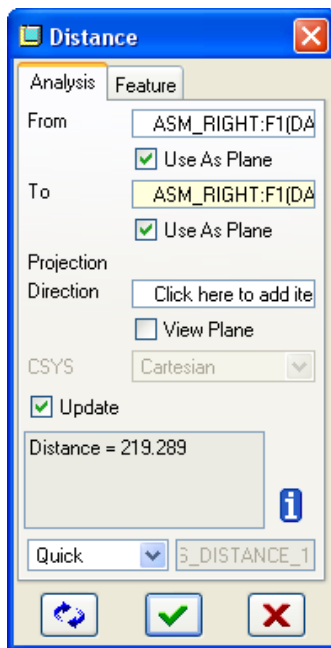 Distance
Analysis Feature
From ASM_RIGHT:F1(DA
Use As Plane
To ASM_RIGHT:F1(DA
Use As Plane
Projection
Direction Click here to add ite
View Plane
CSYS Cartesian
Update
Distance = 219.289
Quick S_DISTANCE_1